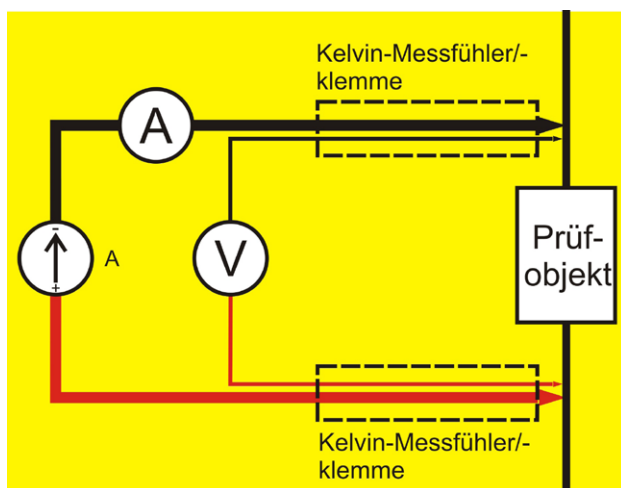 Kelvin-Messfühler/-
klemme
A
-
+
A
V
Prüf-
objekt
Kelvin-Messfühler/-
klemme